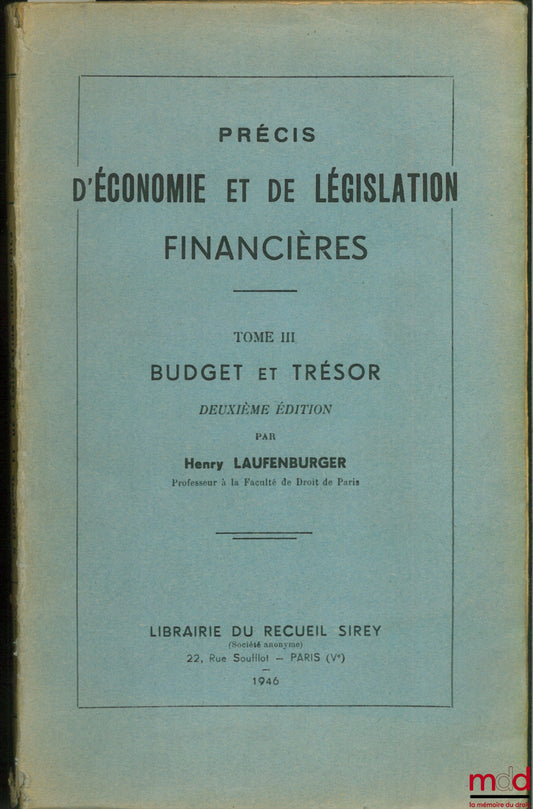 PRÉCIS
D'ÉCONOMIE ET DE LÉGISLATION
FINANCIÈRES
TOME III
BUDGET ET TRÉSOR
DEUXIÈME ÉDITION
PAR
Henry LAUFENBURGER
Professeur à la Faculté de Droit de Paris
LIBRAIRIE DU RECUEIL SIREY
(Société anonyme)
22, Rue Soufflot — PARIS (Vᵉ)
1946
mdd
la mémoire du droit